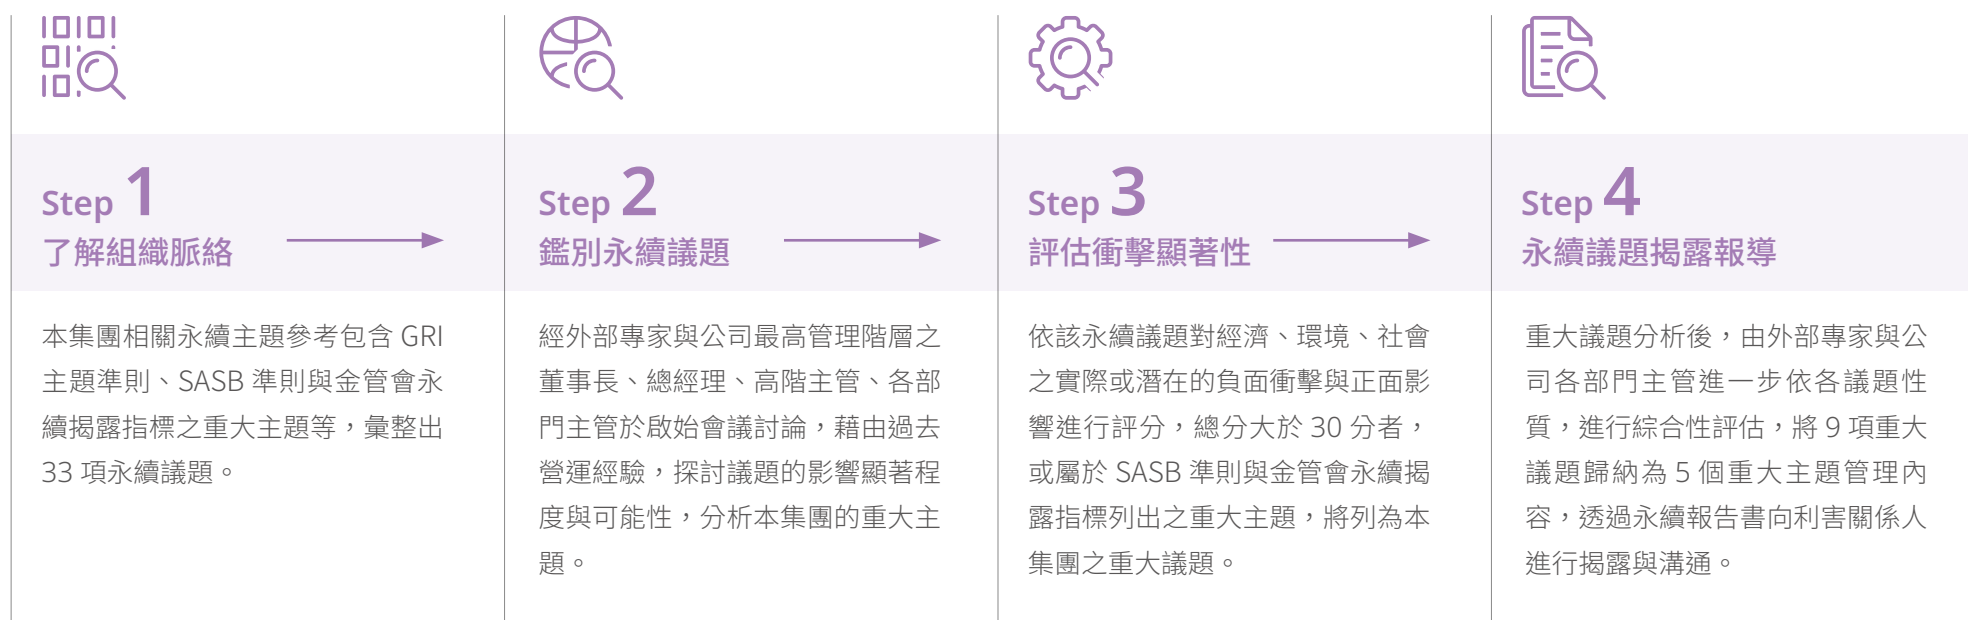 Step 1
了解組織脈絡
本集團相關永續主題參考包含 GRI
主題準則、SASB 準則與金管會永
續揭露指標之重大主題等，彙整出
33 項永續議題。
Step 2
鑑別永續議題
經外部專家與公司最高管理階層之
董事長、總經理、高階主管、各部
門主管於啟始會議討論，藉由過去
營運經驗，探討議題的影響顯著程
度與可能性，分析本集團的重大主
題。
Step 3
評估衝擊顯著性
依該永續議題對經濟、環境、社會
之實際或潛在的負面衝擊與正面影
響進行評分，總分大於 30 分者，
或屬於 SASB 準則與金管會永續揭
露指標列出之重大主題，將列為本
集團之重大議題。
Step 4
永續議題揭露報導
重大議題分析後，由外部專家與公
司各部門主管進一步依各議題性
質，進行綜合性評估，將 9 項重大
議題歸納為 5 個重大主題管理內
容，透過永續報告書向利害關係人
進行揭露與溝通。